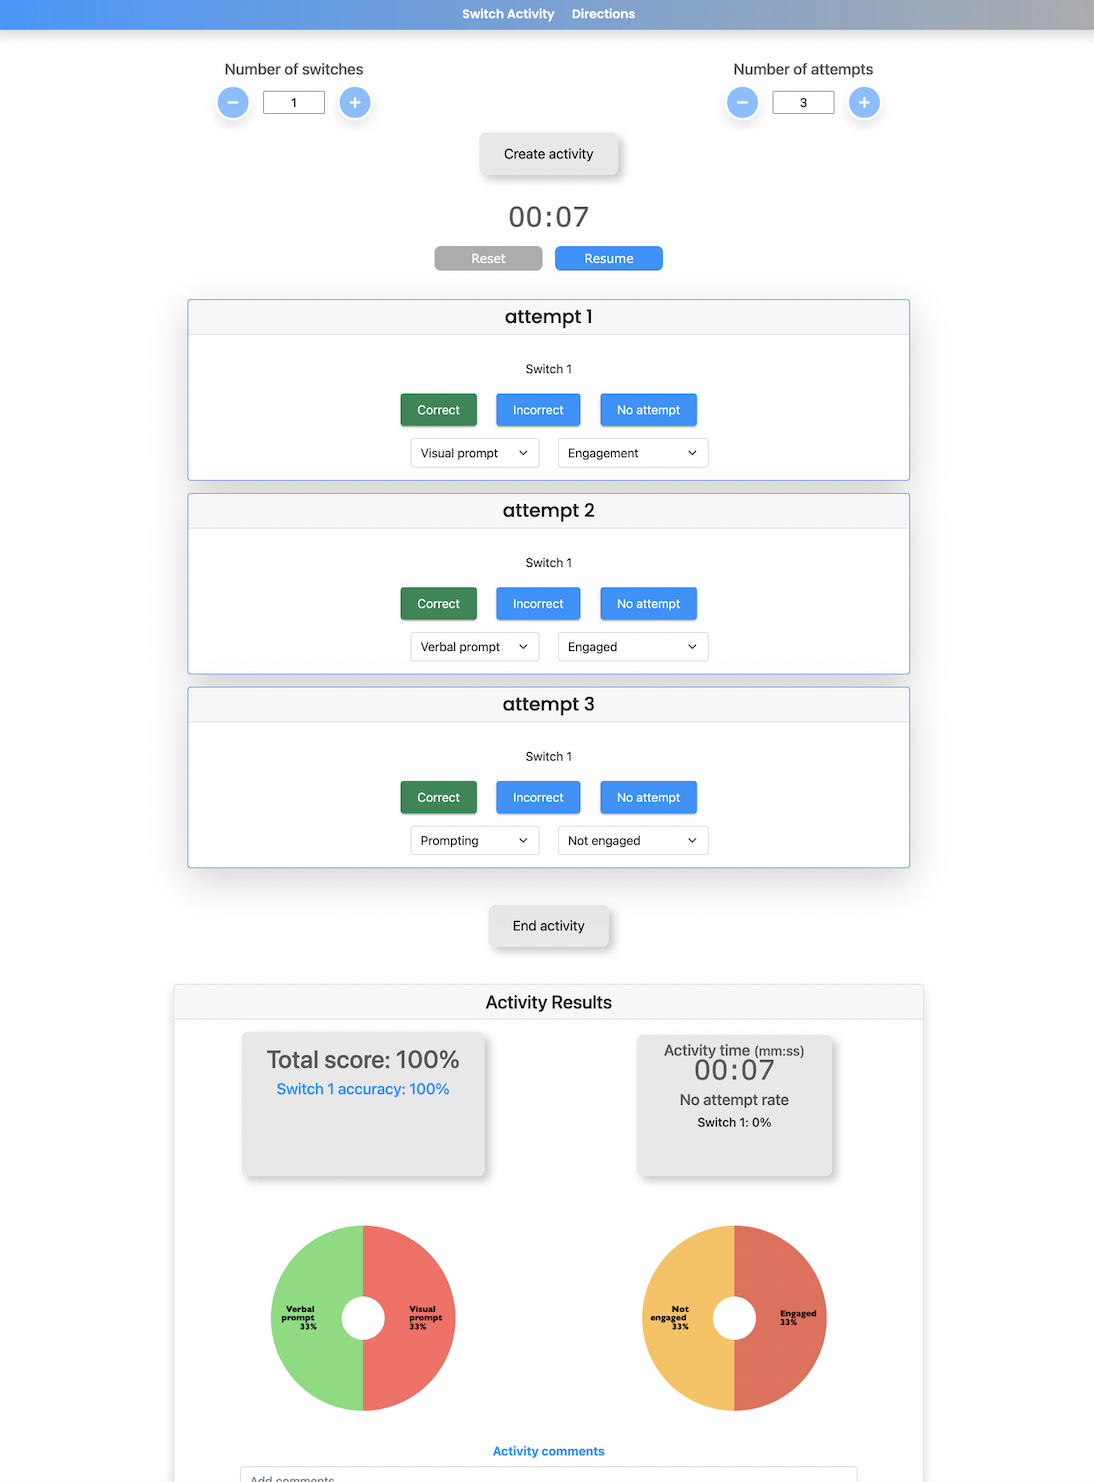 Switch Activity Directions
Number of switches
Number of attempts
1
3
Create activity
00:07
Reset Resume
attempt 1
Switch 1
Correct Incorrect No attempt
Visual prompt Engagement
attempt 2
Switch 1
Correct Incorrect No attempt
Verbal prompt Engaged
attempt 3
Switch 1
Correct Incorrect No attempt
Prompting Not engaged
End activity
Activity Results
Total score: 100%
Switch 1 accuracy: 100%
Activity time (mm:ss)
00:07
No attempt rate
Switch 1: 0%
Verbal
prompt
33%
Visual
prompt
33%
Not
engaged
33%
Engaged
33%
Activity comments
Add comments